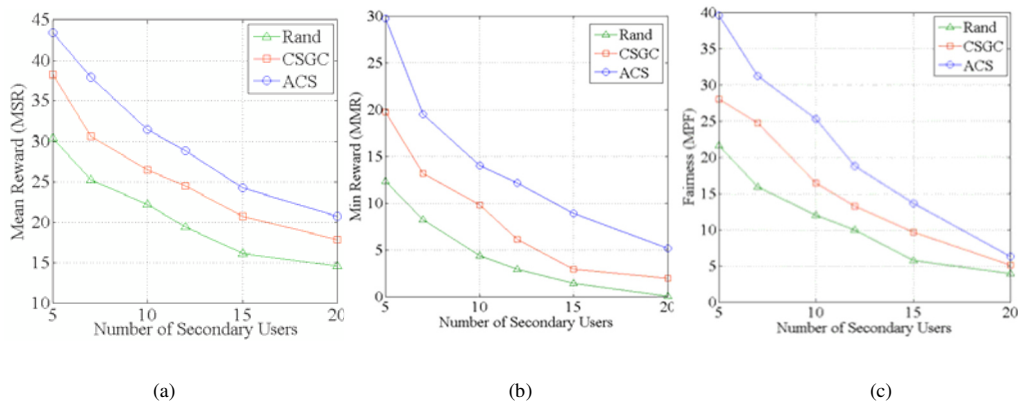 45
40
35
30
25
20
15
10
5
10
15
20
Mean Reward (MSR)
Number of Secondary Users
Rand
CSGC
ACS
(a)
30
25
20
15
10
5
0
5
10
15
20
Min Reward (MMR)
Number of Secondary Users
Rand
CSGC
ACS
(b)
40
35
30
25
20
15
10
5
0
5
10
15
20
Fairness (MPF)
Number of Secondary Users
Rand
CSGC
ACS
(c)